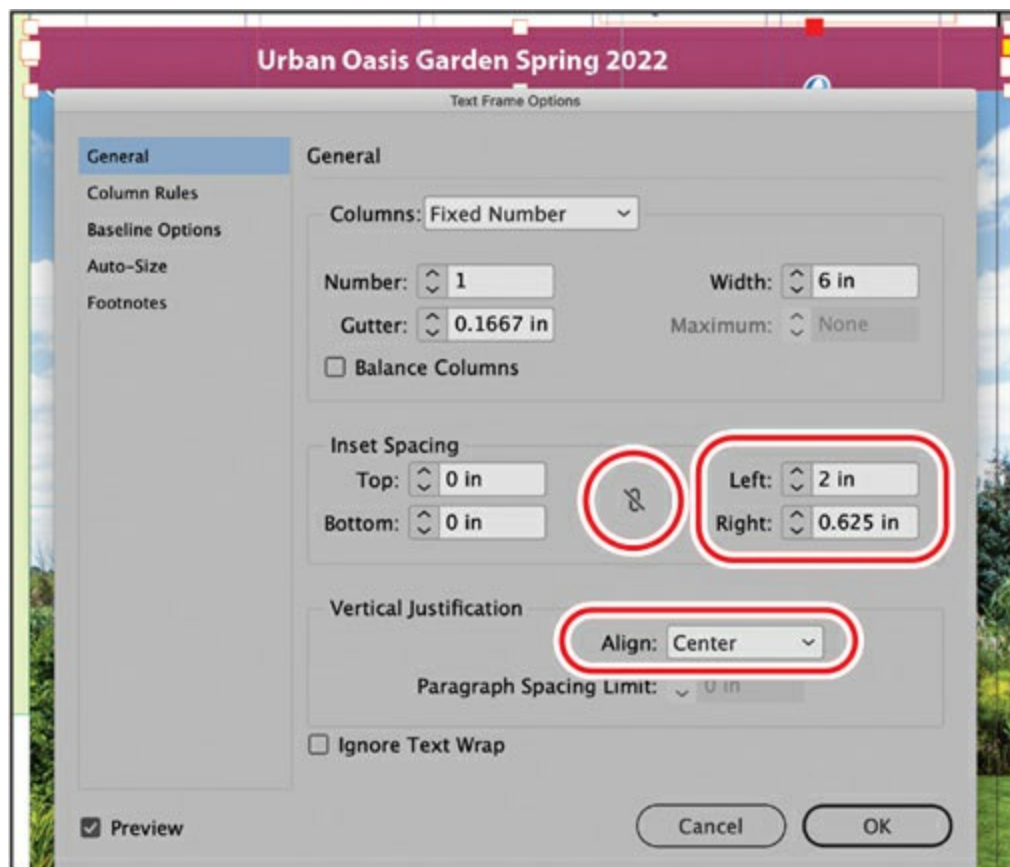 Urban Oasis Garden Spring 2022
Text Frame Options
General
Column Rules
Baseline Options
Auto-Size
Footnotes
General
Columns: Fixed Number
Number: 1
Width: 6 in
Gutter: 0.1667 in
Maximum: None
Balance Columns
Inset Spacing
Top: 0 in
Left: 2 in
Bottom: 0 in
Right: 0.625 in
Vertical Justification
Align: Center
Paragraph Spacing Limit: 0 in
Ignore Text Wrap
Preview
Cancel
OK